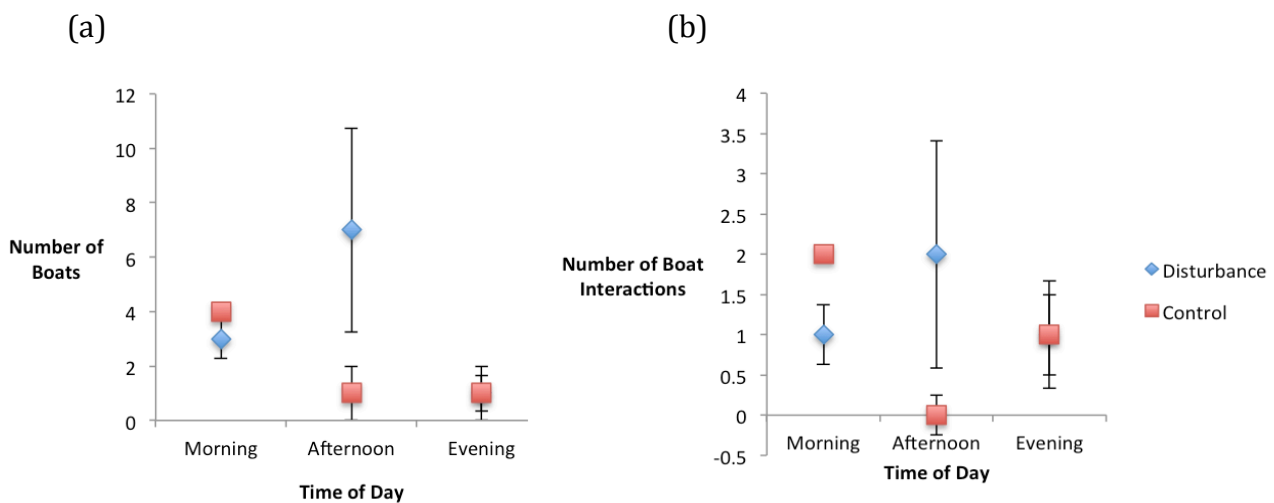 (a)
12
10
8
6
4
2
0
Number of
Boats
Morning Afternoon Evening
Time of Day
(b)
4
3.5
3
2.5
2
1.5
1
0.5
0
-0.5
Number of Boat
Interactions
Morning Afternoon Evening
Time of Day
Disturbance
Control